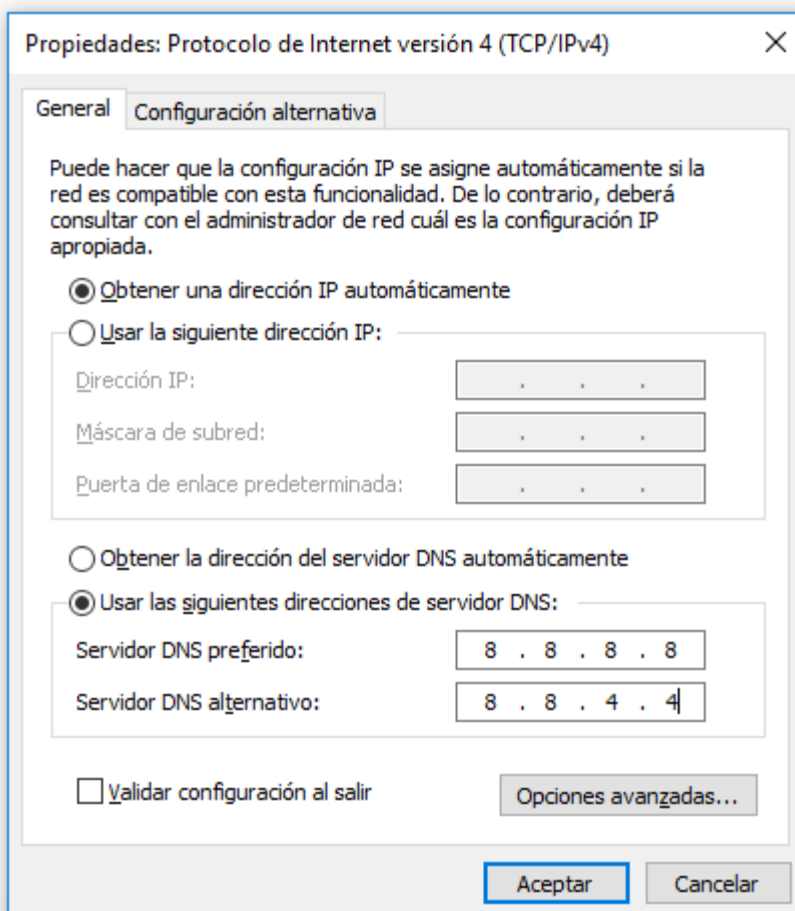 Propiedades: Protocolo de Internet versión 4 (TCP/IPv4)
General
Configuración alternativa
Puede hacer que la configuración IP se asigne automáticamente si la
red es compatible con esta funcionalidad. De lo contrario, deberá
consultar con el administrador de red cuál es la configuración IP
apropiada.
Obtener una dirección IP automáticamente
Usar la siguiente dirección IP:
Dirección IP: . . .
Máscara de subred: . . .
Puerta de enlace predeterminada: . . .
Obtener la dirección del servidor DNS automáticamente
Usar las siguientes direcciones de servidor DNS:
Servidor DNS preferido: 8 . 8 . 8 . 8
Servidor DNS alternativo: 8 . 8 . 4 . 4
Validar configuración al salir
Opciones avanzadas...
Aceptar
Cancelar